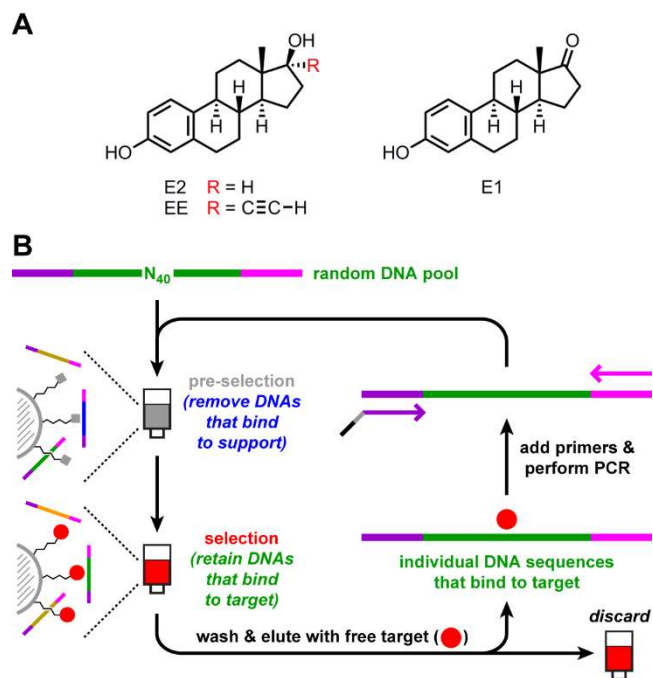 A
OH
R
H
H
H
HO
E2 R = H
EE R = C≡C–H
O
H
H
H
HO
E1
B
N40
random DNA pool
pre-selection
(remove DNAs
that bind
to support)
selection
(retain DNAs
that bind
to target)
add primers &
perform PCR
individual DNA sequences
that bind to target
wash & elute with free target ( )
discard